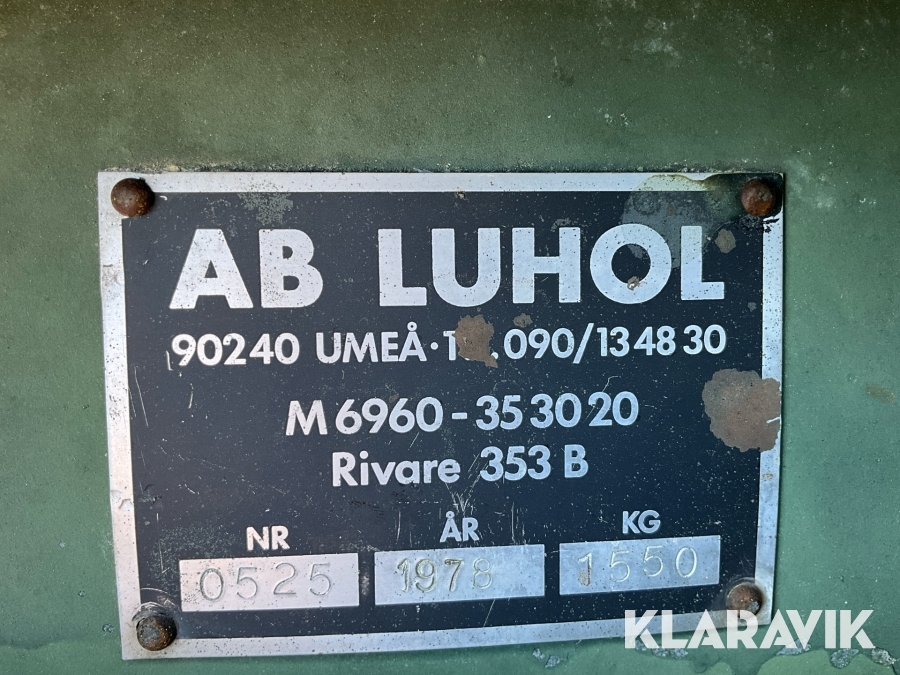 AB LUHOL
90240 UMEÅ · 090/13 48 30
M 6960 - 35 30 20
Rivare 353 B
NR ÅR KG
0525 1978 1550
KLARAVIK